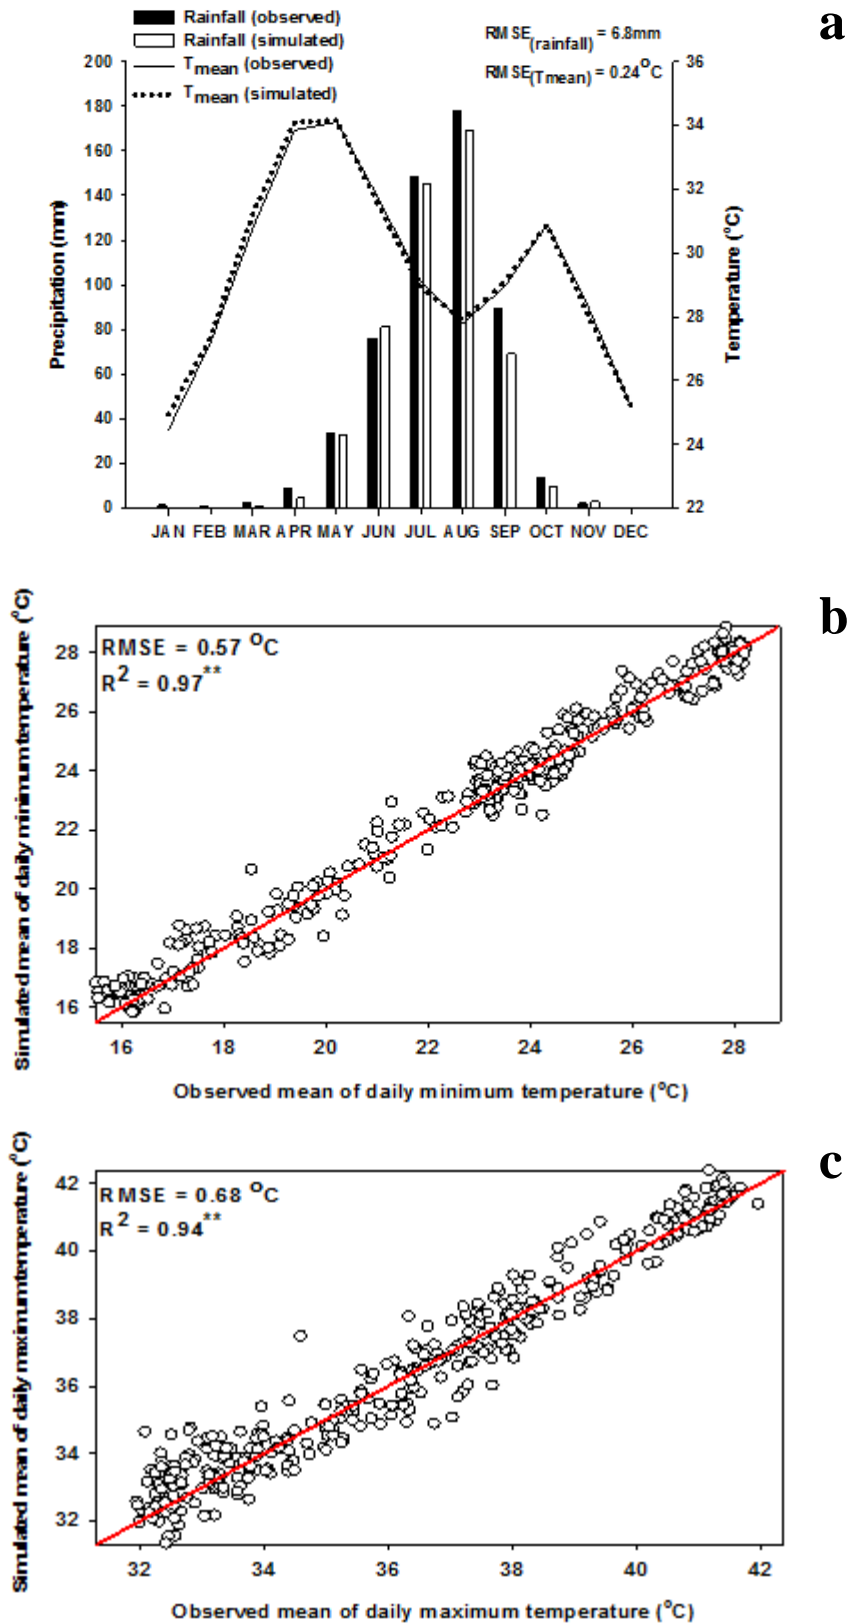 a
Rainfall (observed)
Rainfall (simulated)
Tmean (observed)
Tmean (simulated)
RMSE(rainfall) = 6.8mm
RMSE(Tmean) = 0.24°C
Precipitation (mm)
200
180
160
140
120
100
80
60
40
20
0
Temperature (°C)
36
34
32
30
28
26
24
22
JAN FEB MAR APR MAY JUN JUL AUG SEP OCT NOV DEC
b
RMSE = 0.57 °C
R² = 0.97**
Simulated mean of daily minimum temperature (°C)
28
26
24
22
20
18
16
16 18 20 22 24 26 28
Observed mean of daily minimum temperature (°C)
c
RMSE = 0.68 °C
R² = 0.94**
Simulated mean of daily mzximum temperature (°C)
42
40
38
36
34
32
32 34 36 38 40 42
Observed mean of daily maximum temperature (°C)